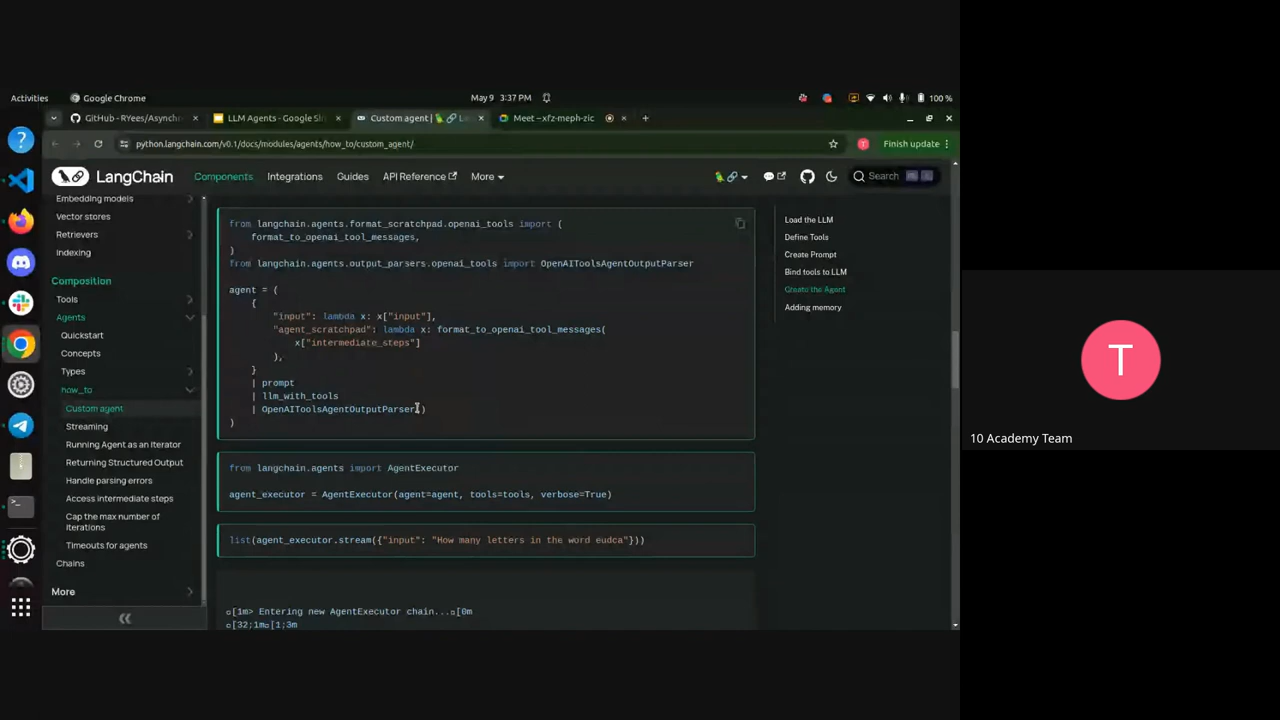 Activities
Google Chrome
May 9 3:37 PM
100 %
GitHub - RYees/Asynchr
LLM Agents - Google Sli
Custom agent | 🦜️🔗 La
Meet – xfz-meph-zic
python.langchain.com/v0.1/docs/modules/agents/how_to/custom_agent/
Finish update
LangChain
Components
Integrations
Guides
API Reference
More
Search
Embedding models
Vector stores
Retrievers
Indexing
Composition
Tools
Agents
Quickstart
Concepts
Types
how_to
Custom agent
Streaming
Running Agent as an Iterator
Returning Structured Output
Handle parsing errors
Access intermediate steps
Cap the max number of
iterations
Timeouts for agents
Chains
More
from langchain.agents.format_scratchpad.openai_tools import (
format_to_openai_tool_messages,
)
from langchain.agents.output_parsers.openai_tools import OpenAIToolsAgentOutputParser
agent = (
{
"input": lambda x: x["input"],
"agent_scratchpad": lambda x: format_to_openai_tool_messages(
x["intermediate_steps"]
),
}
| prompt
| llm_with_tools
| OpenAIToolsAgentOutputParser()
)
from langchain.agents import AgentExecutor
agent_executor = AgentExecutor(agent=agent, tools=tools, verbose=True)
list(agent_executor.stream({"input": "How many letters in the word eudca"}))
[1m> Entering new AgentExecutor chain...[0m
[32;1m[1;3m
Load the LLM
Define Tools
Create Prompt
Bind tools to LLM
Create the Agent
Adding memory
T
10 Academy Team